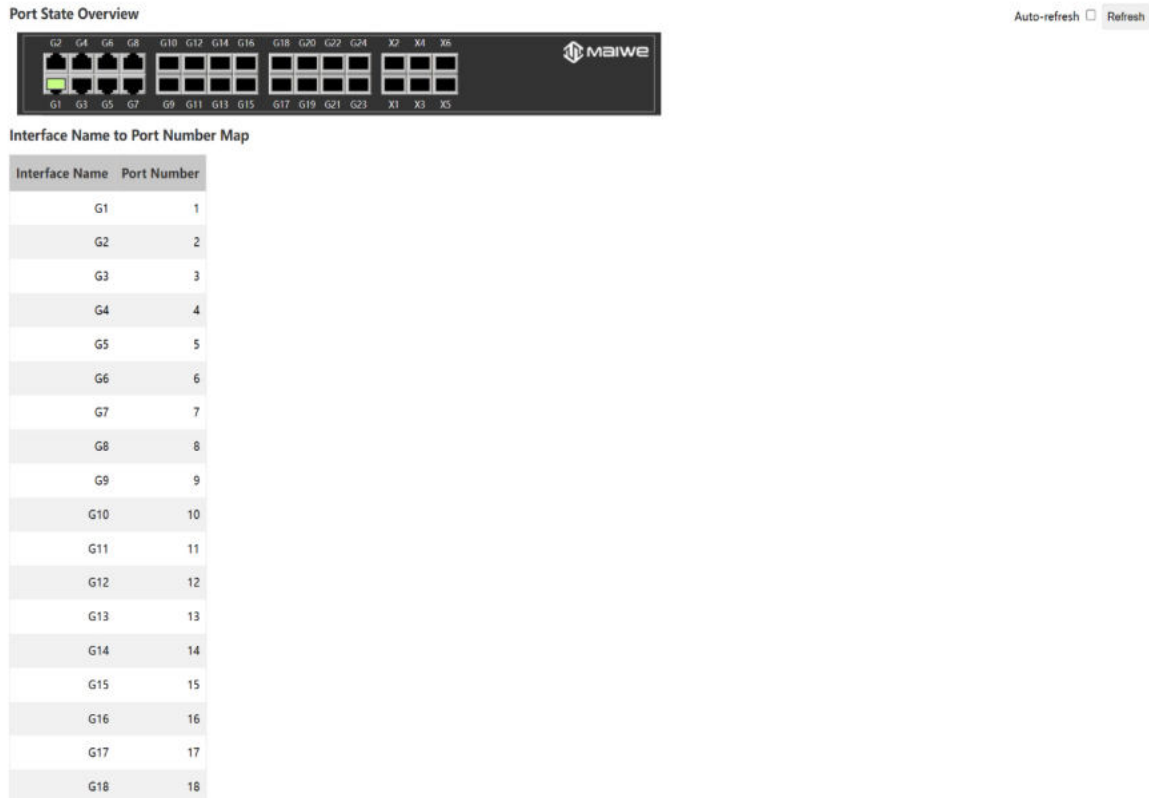 Port State Overview
Auto-refresh Refresh
G2 G4 G6 G8 G10 G12 G14 G16 G18 G20 G22 G24 X2 X4 X6
maiwe
G1 G3 G5 G7 G9 G11 G13 G15 G17 G19 G21 G23 X1 X3 X5
Interface Name to Port Number Map
Interface Name Port Number
G1 1
G2 2
G3 3
G4 4
G5 5
G6 6
G7 7
G8 8
G9 9
G10 10
G11 11
G12 12
G13 13
G14 14
G15 15
G16 16
G17 17
G18 18